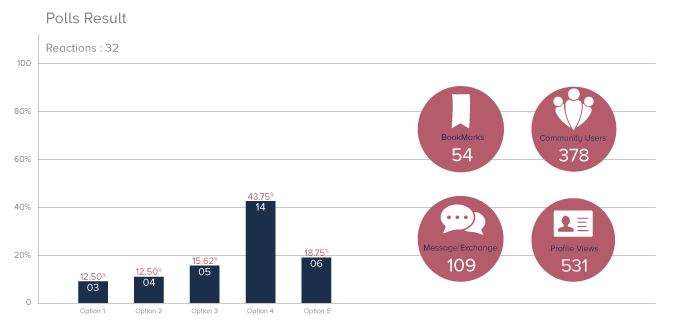 Polls Result
Reactions : 32
100
80%
60%
40%
20%
0
12.50%
03
12.50%
04
15.62%
05
43.75%
14
18.75%
06
Option 1
Option 2
Option 3
Option 4
Option 5
BookMarks
54
Community Users
378
Message Exchange
109
Profile Views
531